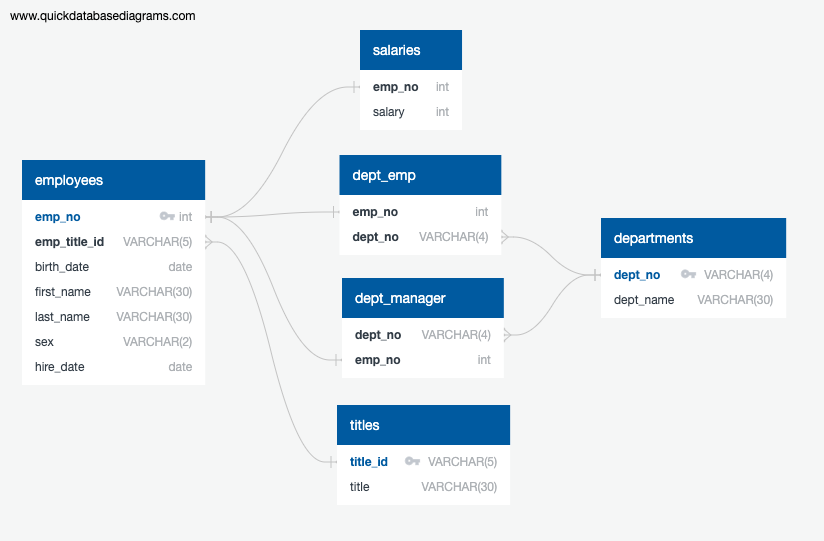 www.quickdatabasediagrams.com
salaries
emp_no int
salary int
employees
emp_no int
emp_title_id VARCHAR(5)
birth_date date
first_name VARCHAR(30)
last_name VARCHAR(30)
sex VARCHAR(2)
hire_date date
dept_emp
emp_no int
dept_no VARCHAR(4)
departments
dept_no VARCHAR(4)
dept_name VARCHAR(30)
dept_manager
dept_no VARCHAR(4)
emp_no int
titles
title_id VARCHAR(5)
title VARCHAR(30)